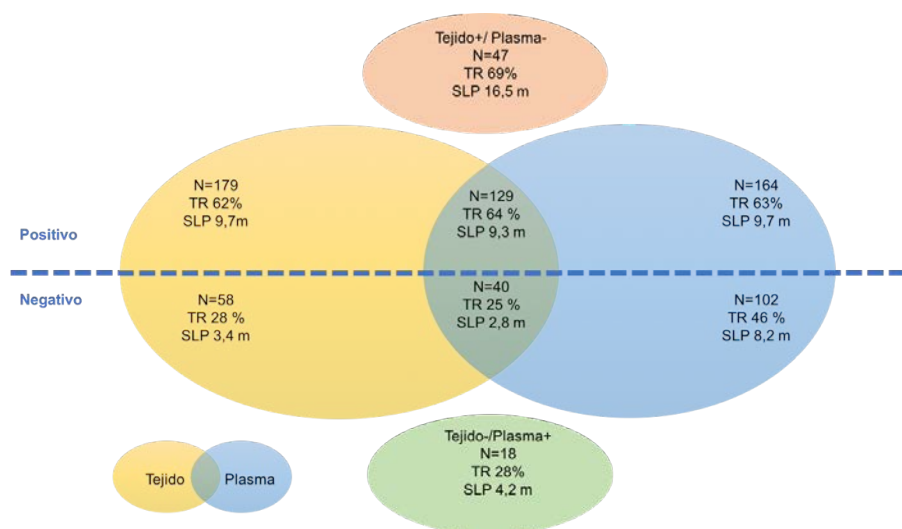 Tejido+/ Plasma-
N=47
TR 69%
SLP 16,5 m
N=179
TR 62%
SLP 9,7m
N=129
TR 64 %
SLP 9,3 m
N=164
TR 63%
SLP 9,7 m
Positivo
Negativo
N=58
TR 28 %
SLP 3,4 m
N=40
TR 25 %
SLP 2,8 m
N=102
TR 46 %
SLP 8,2 m
Tejido-/Plasma+
N=18
TR 28%
SLP 4,2 m
Tejido
Plasma